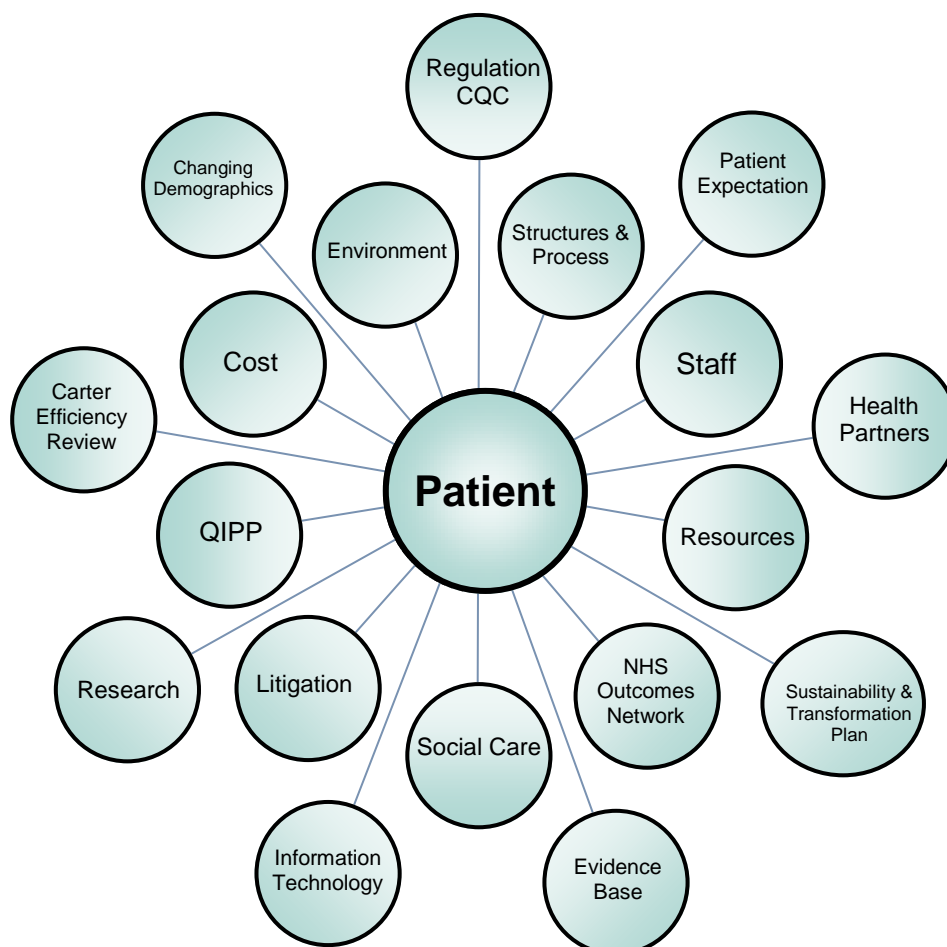 Regulation
CQC
Changing
Demographics
Patient
Expectation
Environment
Structures &
Process
Cost
Staff
Carter
Efficiency
Review
Health
Partners
Patient
QIPP
Resources
Research
Litigation
NHS
Outcomes
Network
Sustainability &
Transformation
Plan
Social Care
Information
Technology
Evidence
Base